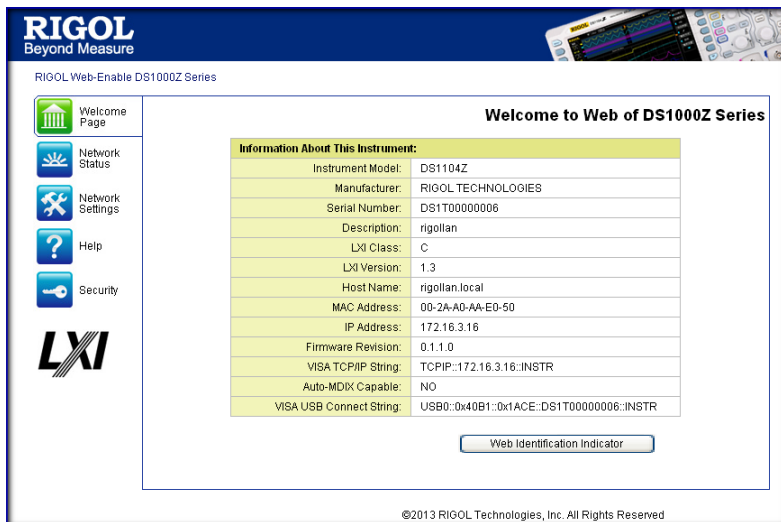 RIGOL
Beyond Measure
RIGOL Web-Enable DS1000Z Series
Welcome Page
Network Status
Network Settings
Help
Security
LXI
Welcome to Web of DS1000Z Series
Information About This Instrument:
Instrument Model: DS1104Z
Manufacturer: RIGOL TECHNOLOGIES
Serial Number: DS1T00000006
Description: rigollan
LXI Class: C
LXI Version: 1.3
Host Name: rigollan.local
MAC Address: 00-2A-A0-AA-E0-50
IP Address: 172.16.3.16
Firmware Revision: 0.1.1.0
VISA TCP/IP String: TCPIP::172.16.3.16::INSTR
Auto-MDIX Capable: NO
VISA USB Connect String: USB0::0x40B1::0x1ACE::DS1T00000006::INSTR
Web Identification Indicator
©2013 RIGOL Technologies, Inc. All Rights Reserved